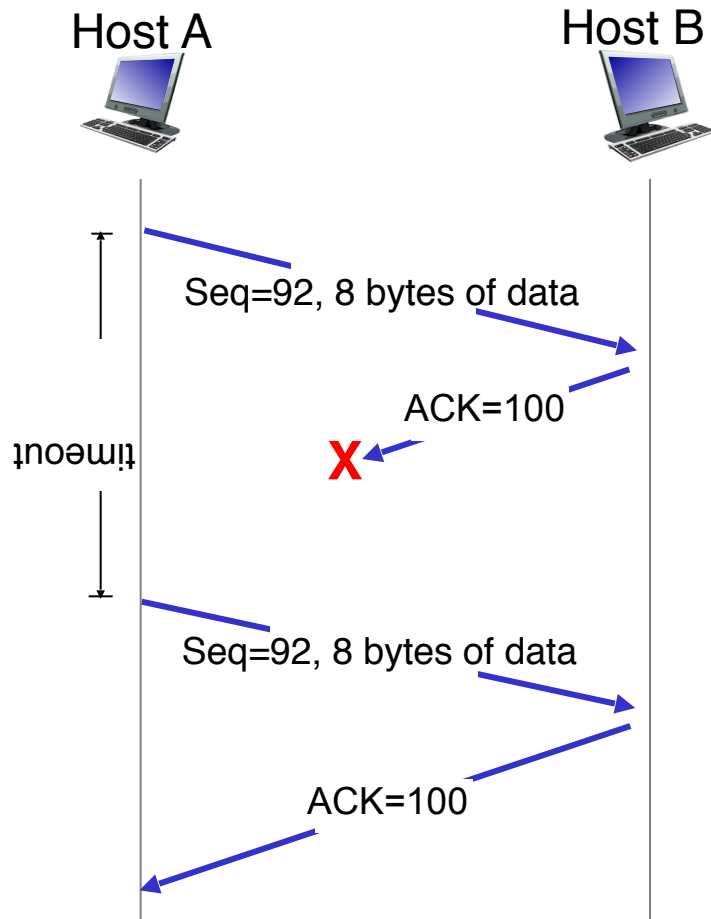 Host A
Host B
Seq=92, 8 bytes of data
ACK=100
X
timeout
Seq=92, 8 bytes of data
ACK=100